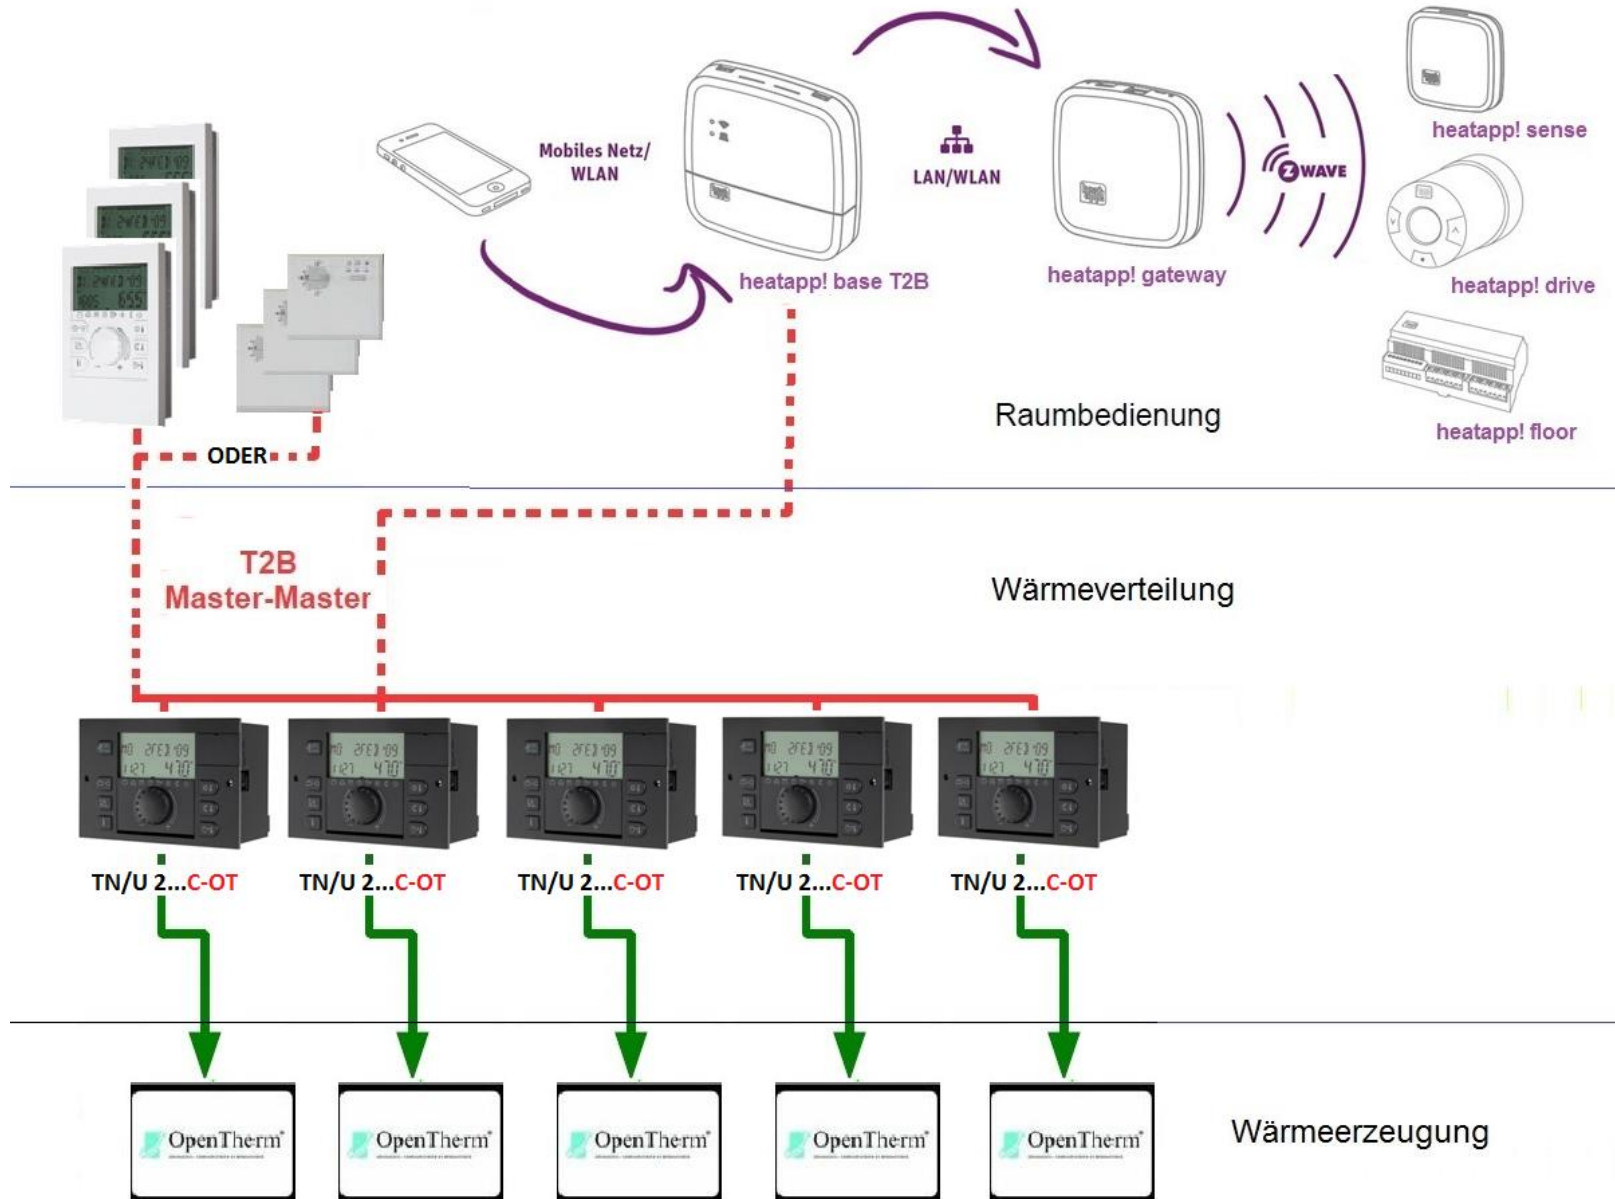 Mobiles Netz/
WLAN
LAN/WLAN
Z WAVE
heatapp! sense
heatapp! base T2B
heatapp! gateway
heatapp! drive
heatapp! floor
Raumbedienung
ODER
T2B
Master-Master
Wärmeverteilung
TN/U 2...C-OT
TN/U 2...C-OT
TN/U 2...C-OT
TN/U 2...C-OT
TN/U 2...C-OT
OpenTherm®
OpenTherm®
OpenTherm®
OpenTherm®
OpenTherm®
Wärmeerzeugung